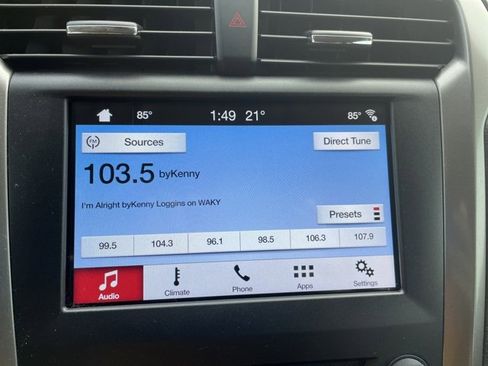 85° 1:49 21° 85°
FM Sources Direct Tune
103.5 byKenny
I'm Alright byKenny Loggins on WAKY
Presets
99.5 104.3 96.1 98.5 106.3 107.9
Audio Climate Phone Apps Settings